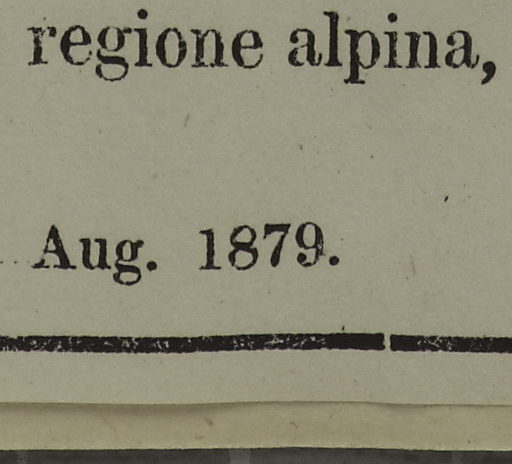 regione alpina,
Aug. 1879.